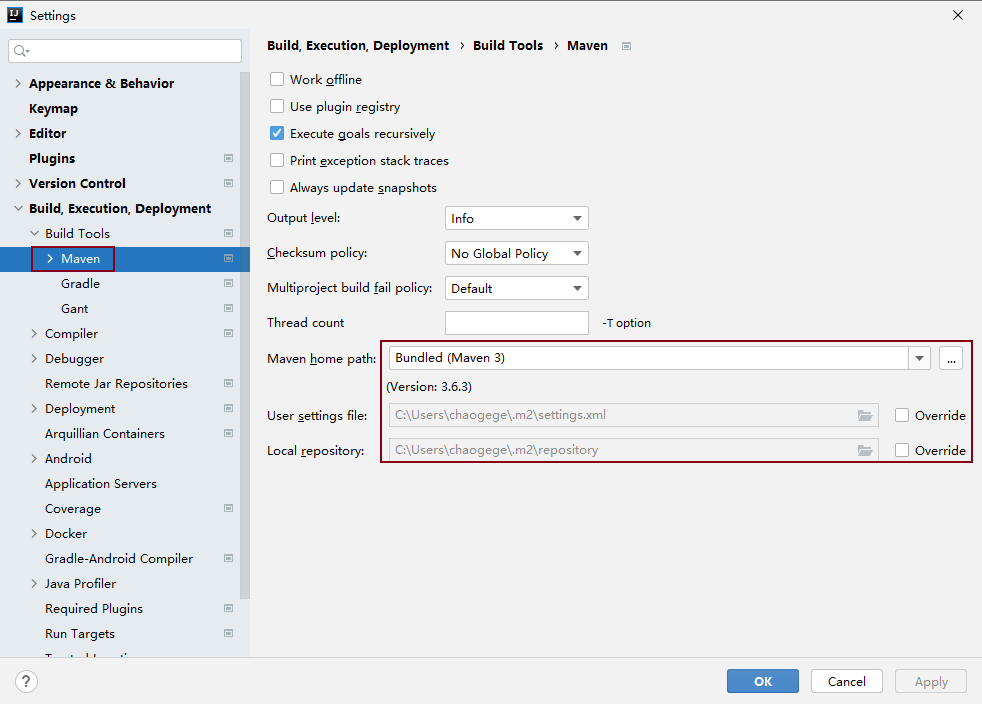 Settings
Build, Execution, Deployment › Build Tools › Maven
Appearance & Behavior
Keymap
Editor
Plugins
Version Control
Build, Execution, Deployment
Build Tools
Maven
Gradle
Gant
Compiler
Debugger
Remote Jar Repositories
Deployment
Arquillian Containers
Android
Application Servers
Coverage
Docker
Gradle-Android Compiler
Java Profiler
Required Plugins
Run Targets
Work offline
Use plugin registry
Execute goals recursively
Print exception stack traces
Always update snapshots
Output level: Info
Checksum policy: No Global Policy
Multiproject build fail policy: Default
Thread count -T option
Maven home path: Bundled (Maven 3) ...
(Version: 3.6.3)
User settings file: C:\Users\chaogege\.m2\settings.xml Override
Local repository: C:\Users\chaogege\.m2\repository Override
? OK Cancel Apply